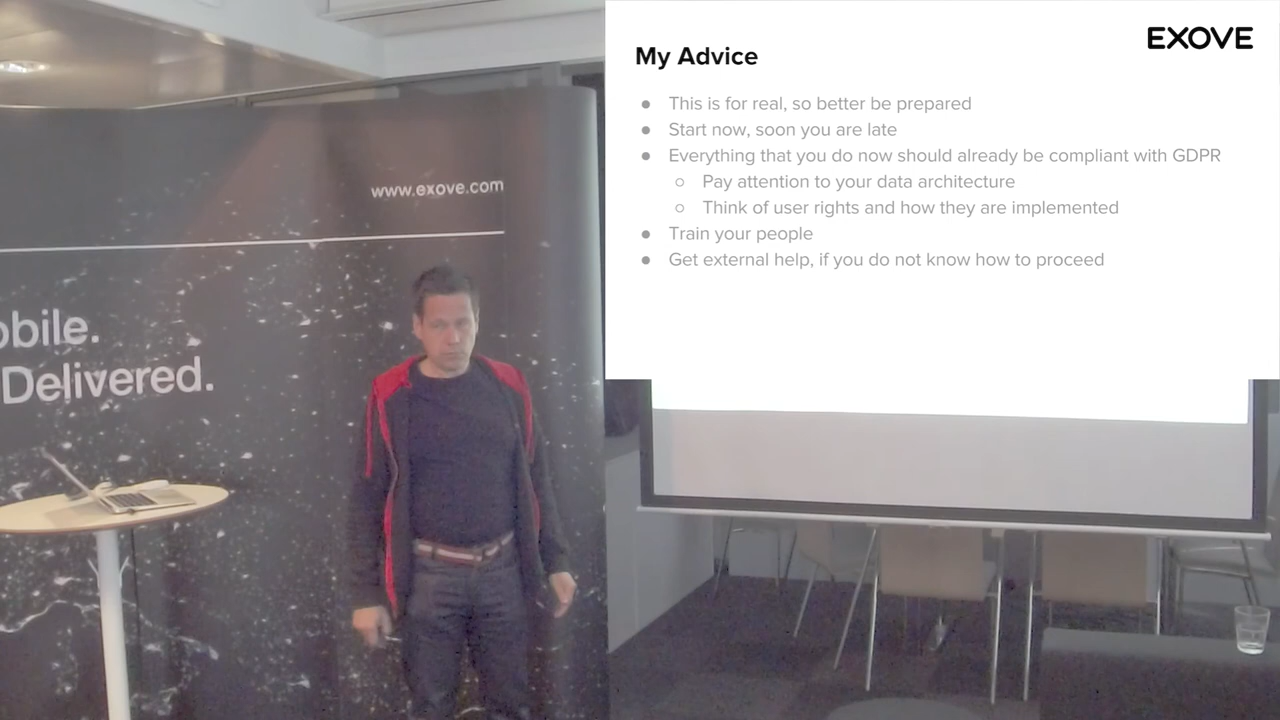 www.exove.com
obile.
Delivered.
EXOVE
My Advice
● This is for real, so better be prepared
● Start now, soon you are late
● Everything that you do now should already be compliant with GDPR
○ Pay attention to your data architecture
○ Think of user rights and how they are implemented
● Train your people
● Get external help, if you do not know how to proceed